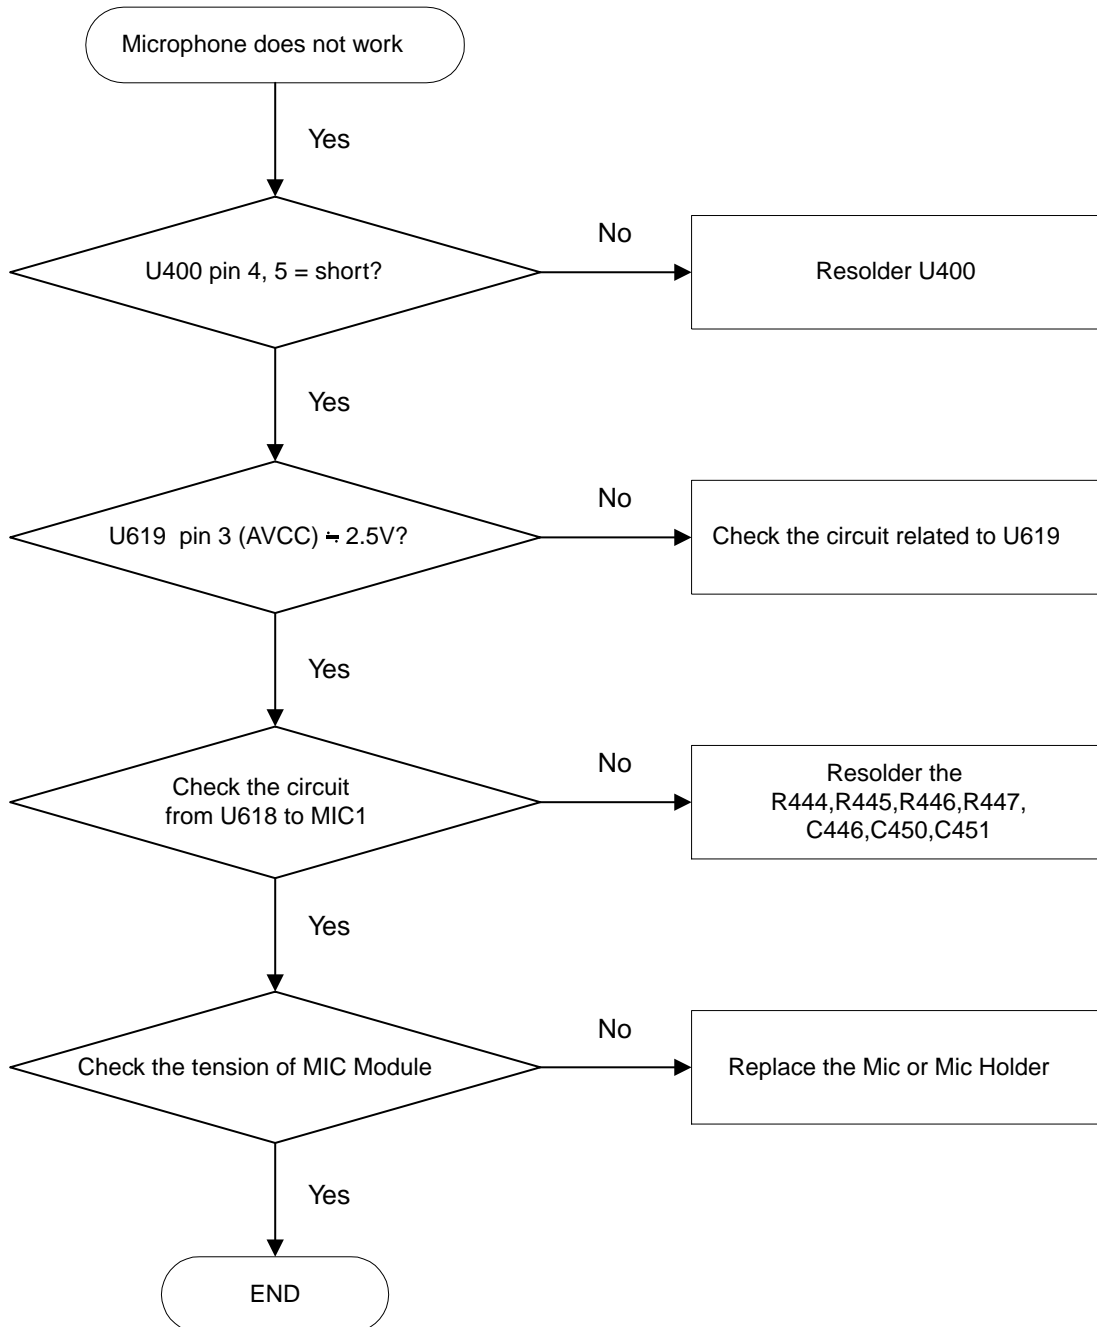 Microphone does not work
Yes
U400 pin 4, 5 = short?
No
Resolder U400
Yes
U619 pin 3 (AVCC) ≒ 2.5V?
No
Check the circuit related to U619
Yes
Check the circuit
from U618 to MIC1
No
Resolder the
R444,R445,R446,R447,
C446,C450,C451
Yes
Check the tension of MIC Module
No
Replace the Mic or Mic Holder
Yes
END